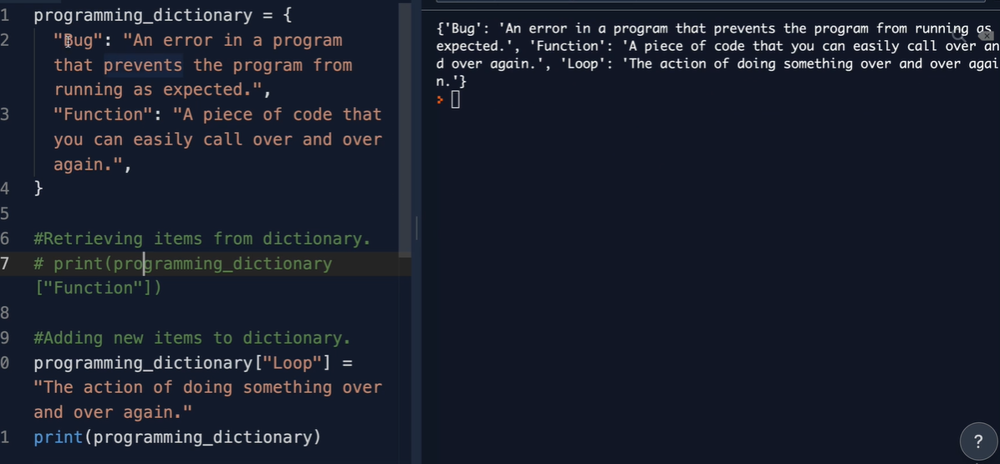 1 programming_dictionary = {
2 "Bug": "An error in a program
that prevents the program from
running as expected.",
3 "Function": "A piece of code that
you can easily call over and over
again.",
4 }
5
6 #Retrieving items from dictionary.
7 # print(programming_dictionary
["Function"])
8
9 #Adding new items to dictionary.
0 programming_dictionary["Loop"] =
"The action of doing something over
and over again."
1 print(programming_dictionary)
{'Bug': 'An error in a program that prevents the program from running as
expected.', 'Function': 'A piece of code that you can easily call over an
d over again.', 'Loop': 'The action of doing something over and over agai
n.'}
?